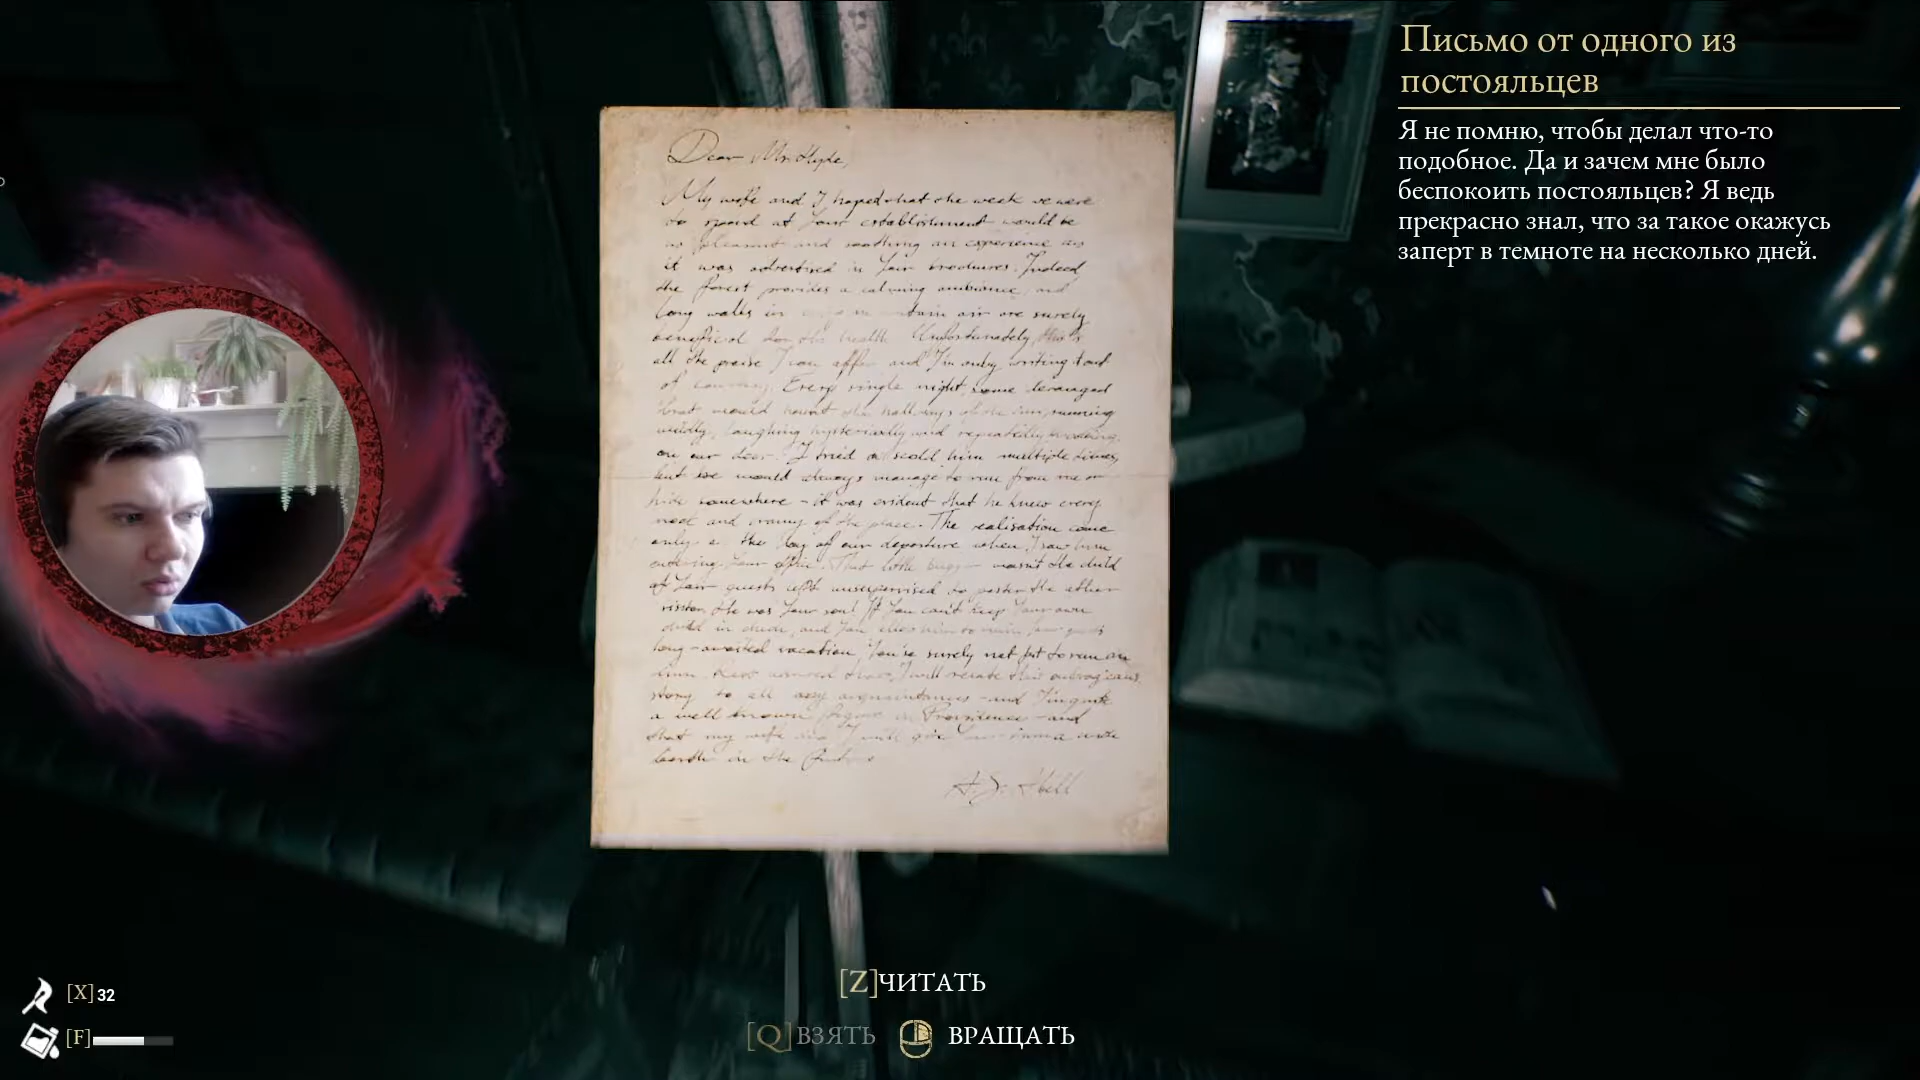 Письмо от одного из
постояльцев
Я не помню, чтобы делал что-то
подобное. Да и зачем мне было
беспокоить постояльцев? Я ведь
прекрасно знал, что за такое окажусь
заперт в темноте на несколько дней.
Dear Mr. Hyde,
My wife and I hoped that the week we were
to spend at Your establishment would be
as pleasant and soothing an experience as
it was advertised in Your brochures. Indeed,
the forest provides a calming ambiance, and
long walks in mountain air are surely
beneficial for the health. Unfortunately, this is
all the praise I can offer and I'm only writing it out
of courtesy. Every single night, some deranged
brat would haunt the hallways of the inn, running
wildly, laughing hysterically and repeatedly knocking
on our door. I tried to scold him multiple times,
but he would always manage to run from me or
hide somewhere - it was evident that he knew every
nook and cranny of the place. The realisation came
only on the day of our departure when I saw him
entering Your office. That little bugger wasn't the child
of Your guests left unsupervised to pester the other
visitors. He was Your son! If You can't keep Your own
child in check, and You allow him to ruin Your guests
long-awaited vacation, You're surely not fit to run an
inn. Rest assured that I will relate this outrageous
story to all my acquaintances - and I'm quite
a well known figure in Providence - and
that my wife and I will give Your inn a wide
berth in the future
[Z]ЧИТАТЬ
[Q]ВЗЯТЬ ВРАЩАТЬ
[X] 32
[F]